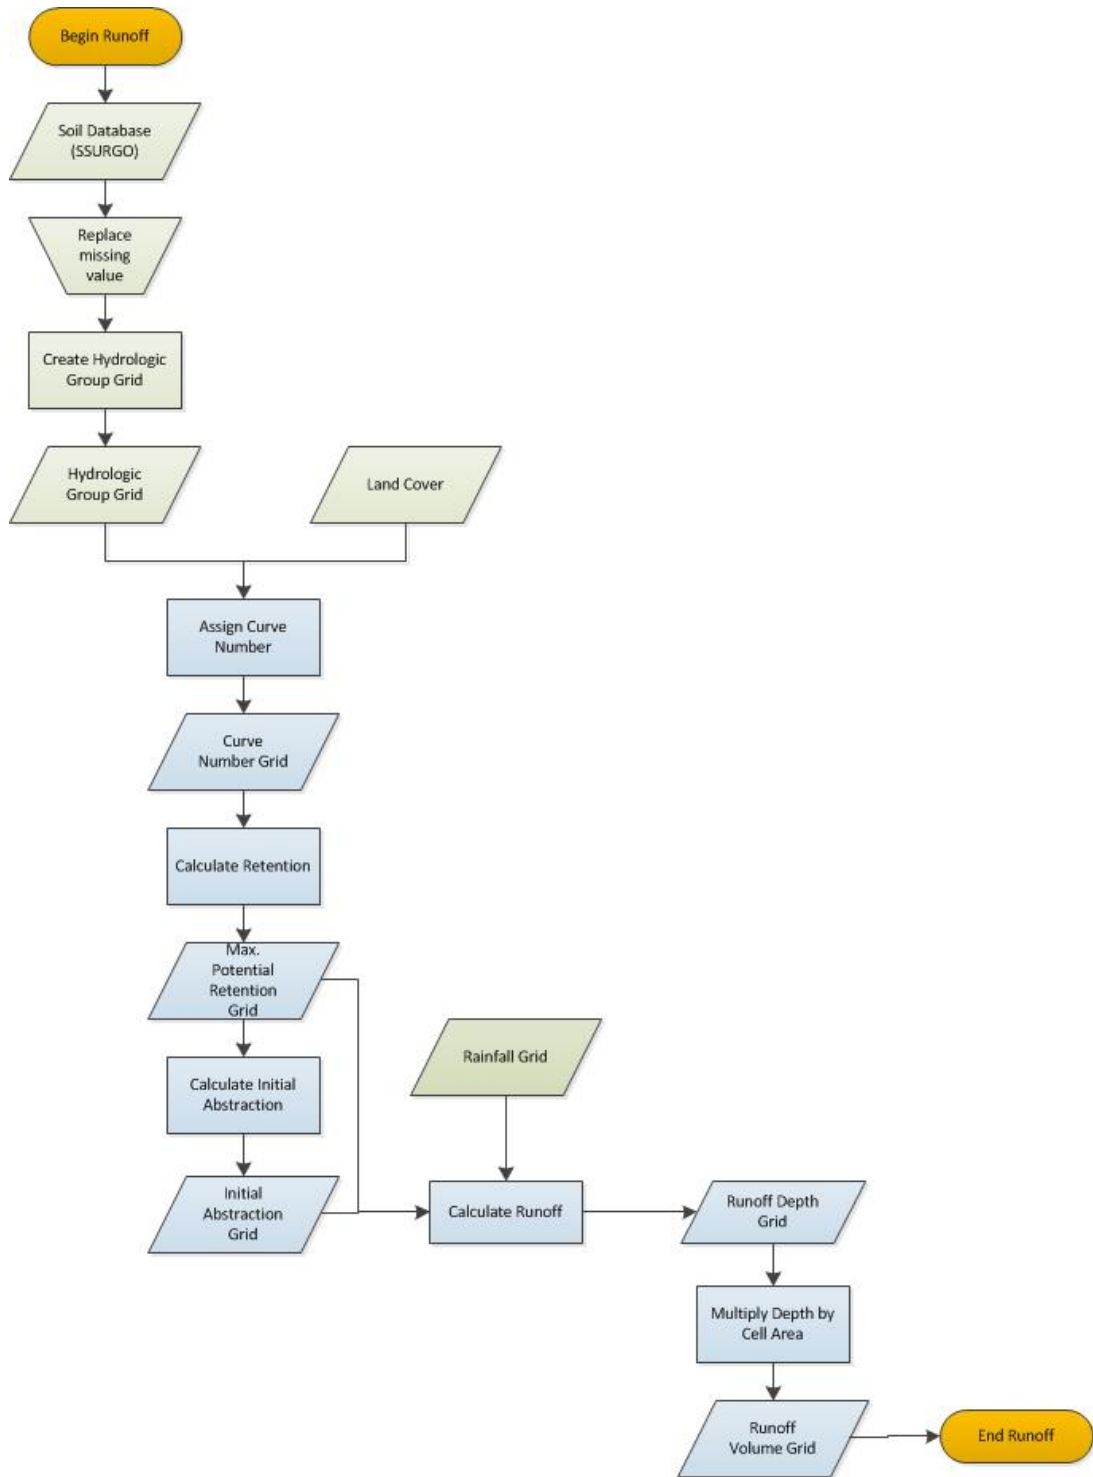 Begin Runoff
Soil Database
(SSURGO)
Replace
missing
value
Create Hydrologic
Group Grid
Hydrologic
Group Grid
Land Cover
Assign Curve
Number
Curve
Number Grid
Calculate Retention
Max.
Potential
Retention
Grid
Rainfall Grid
Calculate Initial
Abstraction
Initial
Abstraction
Grid
Calculate Runoff
Runoff Depth
Grid
Multiply Depth by
Cell Area
Runoff
Volume Grid
End Runoff